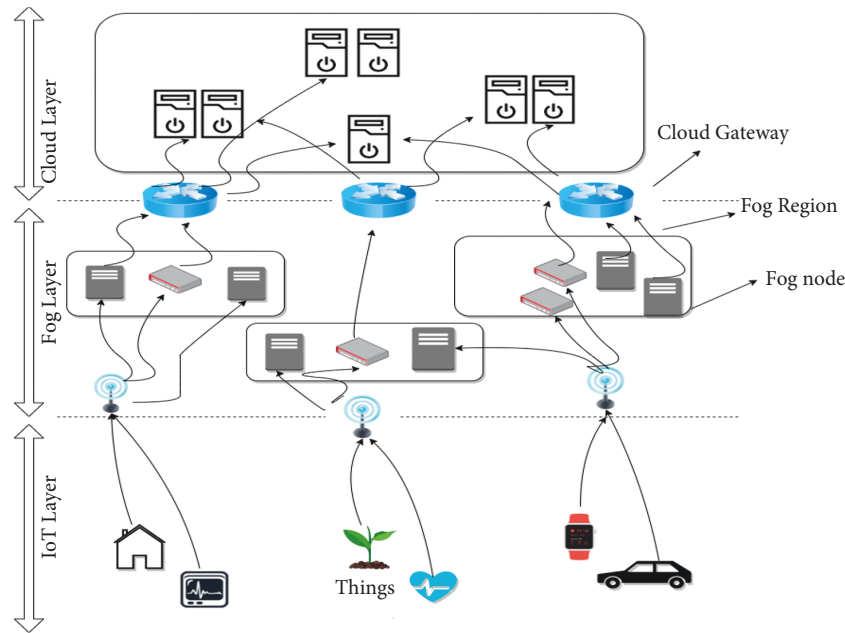 Cloud Layer
Cloud Gateway
Fog Region
Fog Layer
Fog node
IoT Layer
Things